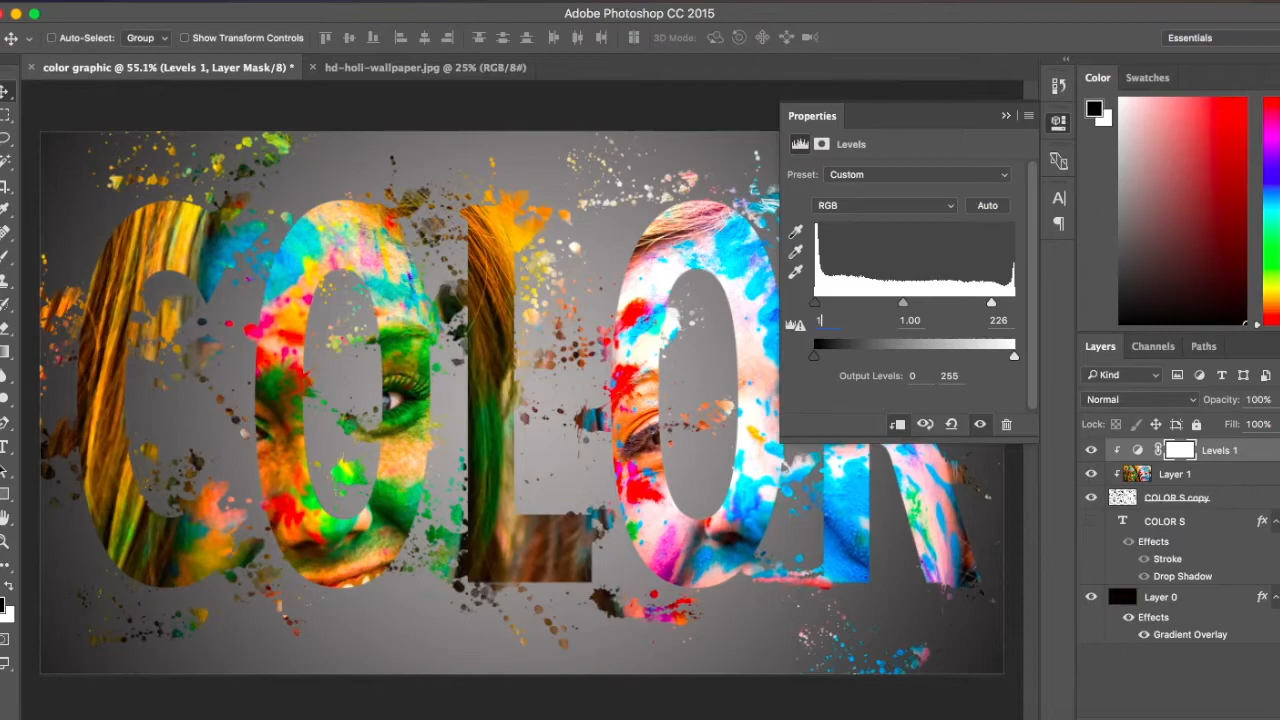 Adobe Photoshop CC 2015
Auto-Select: Group Show Transform Controls 3D Mode: Essentials
color graphic @ 55.1% (Levels 1, Layer Mask/8) * hd-holi-wallpaper.jpg @ 25% (RGB/8#)
Color Swatches
Properties
Levels
Preset: Custom
RGB Auto
1 1.00 226
Output Levels: 0 255
COLOR
A
Layers Channels Paths
Kind T
Normal Opacity: 100%
Lock: Fill: 100%
Levels 1
Layer 1
COLOR S copy
T COLOR S fx
Effects
Stroke
Drop Shadow
Layer 0 fx
Effects
Gradient Overlay
T